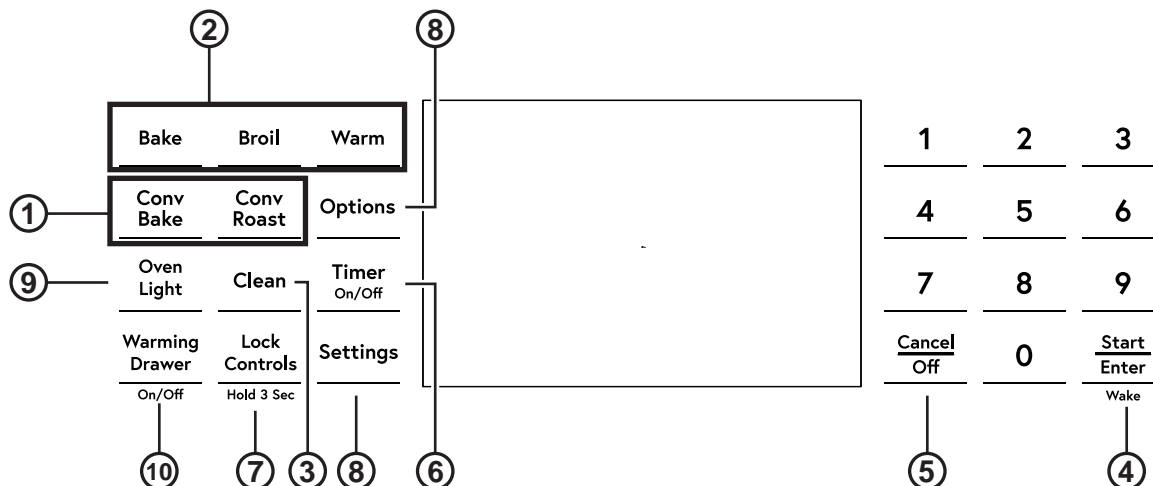 2 8
Bake Broil Warm 1 2 3
1 Conv Bake Conv Roast Options 4 5 6
9 Oven Light Clean Timer On/Off 7 8 9
Warming Drawer On/Off Lock Controls Hold 3 Sec Settings Cancel Off 0 Start Enter Wake
10 7 3 8 6 5 4